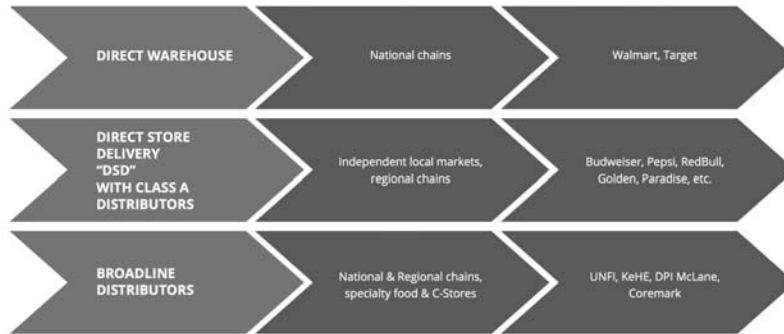 DIRECT WAREHOUSE
National chains
Walmart, Target
DIRECT STORE
DELIVERY
“DSD”
WITH CLASS A
DISTRIBUTORS
Independent local markets,
regional chains
Budweiser, Pepsi, RedBull,
Golden, Paradise, etc.
BROADLINE
DISTRIBUTORS
National & Regional chains,
specialty food & C-Stores
UNFI, KeHE, DPI McLane,
Coremark